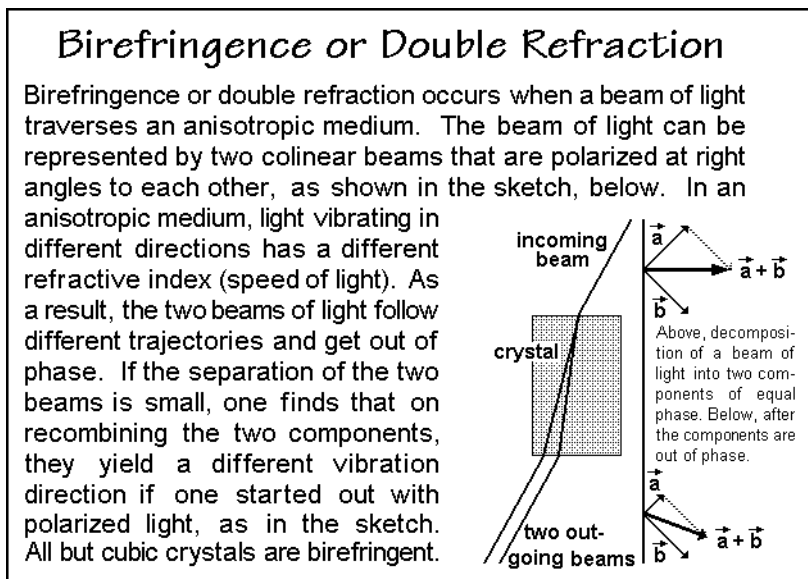 Birefringence or Double Refraction
Birefringence or double refraction occurs when a beam of light
traverses an anisotropic medium. The beam of light can be
represented by two colinear beams that are polarized at right
angles to each other, as shown in the sketch, below. In an
anisotropic medium, light vibrating in
different directions has a different
refractive index (speed of light). As
a result, the two beams of light follow
different trajectories and get out of
phase. If the separation of the two
beams is small, one finds that on
recombining the two components,
they yield a different vibration
direction if one started out with
polarized light, as in the sketch.
All but cubic crystals are birefringent.
incoming
beam
crystal
two out-
going beams
a
a + b
b
Above, decomposi-
tion of a beam of
light into two com-
ponents of equal
phase. Below, after
the components are
out of phase.
a
a + b
b